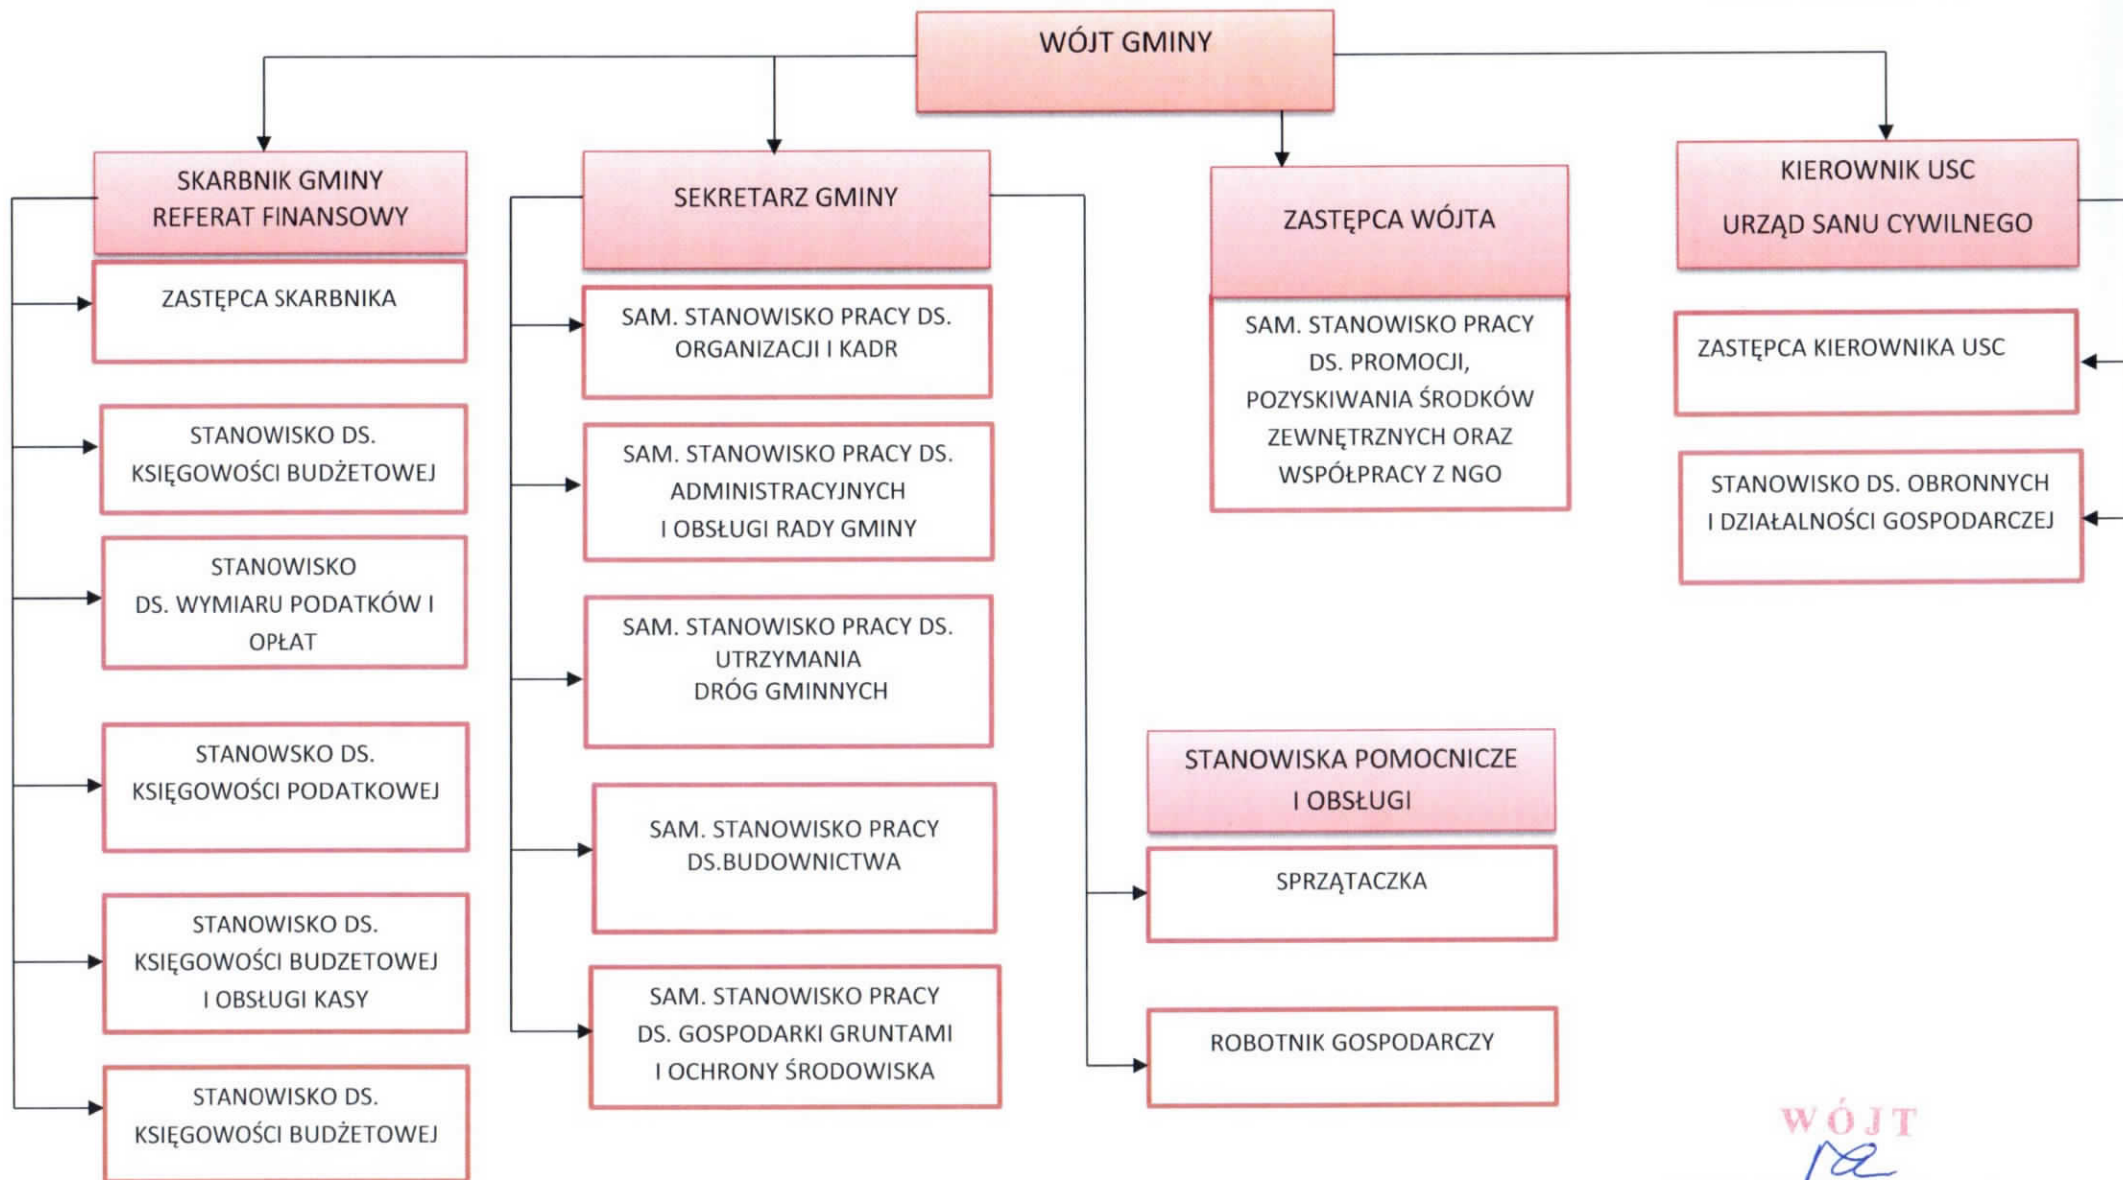 WÓJT GMINY
SKARBNIK GMINY
REFERAT FINANSOWY
ZASTĘPCA SKARBNIKA
STANOWISKO DS.
KSIĘGOWOŚCI BUDŻETOWEJ
STANOWISKO
DS. WYMIARU PODATKÓW I
OPŁAT
STANOWSKO DS.
KSIĘGOWOŚCI PODATKOWEJ
STANOWISKO DS.
KSIĘGOWOŚCI BUDZETOWEJ
I OBSŁUGI KASY
STANOWISKO DS.
KSIĘGOWOŚCI BUDŻETOWEJ
SEKRETARZ GMINY
SAM. STANOWISKO PRACY DS.
ORGANIZACJI I KADR
SAM. STANOWISKO PRACY DS.
ADMINISTRACYJNYCH
I OBSŁUGI RADY GMINY
SAM. STANOWISKO PRACY DS.
UTRZYMANIA
DRÓG GMINNYCH
SAM. STANOWISKO PRACY
DS.BUDOWNICTWA
SAM. STANOWISKO PRACY
DS. GOSPODARKI GRUNTAMI
I OCHRONY ŚRODOWISKA
STANOWISKA POMOCNICZE
I OBSŁUGI
SPRZĄTACZKA
ROBOTNIK GOSPODARCZY
ZASTĘPCA WÓJTA
SAM. STANOWISKO PRACY
DS. PROMOCJI,
POZYSKIWANIA ŚRODKÓW
ZEWNĘTRZNYCH ORAZ
WSPÓŁPRACY Z NGO
KIEROWNIK USC
URZĄD SANU CYWILNEGO
ZASTĘPCA KIEROWNIKA USC
STANOWISKO DS. OBRONNYCH
I DZIAŁALNOŚCI GOSPODARCZEJ
WÓJT